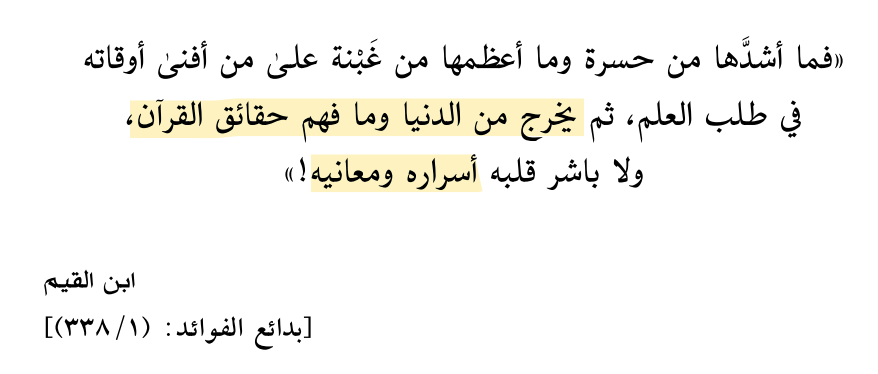 «فما أشدَّها من حسرة وما أعظمها من غَبْنة علىٰ من أفنىٰ أوقاته
في طلب العلم، ثم يخرج من الدنيا وما فهم حقائق القرآن،
ولا باشر قلبه أسراره ومعانيه!»
ابن القيم
[بدائع الفوائد: (١/ ٣٣٨)]